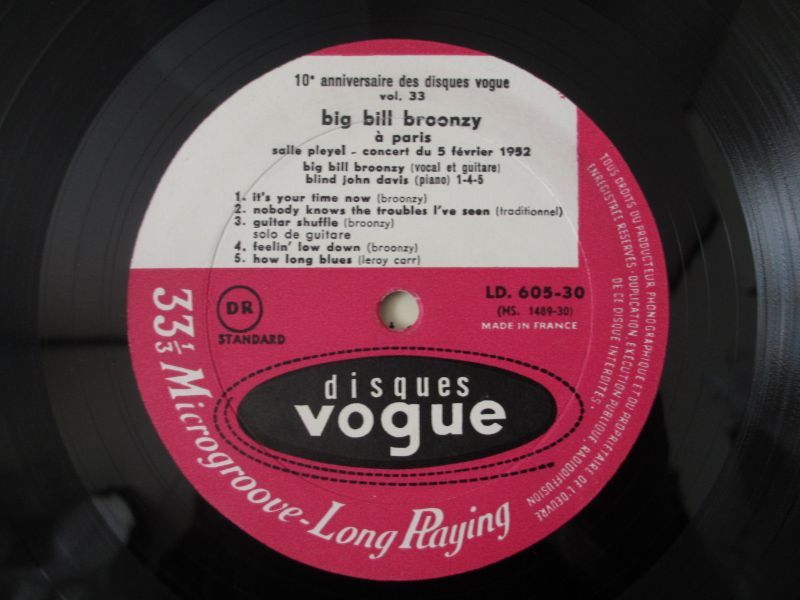 10e anniversaire des disques vogue
vol. 33
big bill broonzy
à paris
salle pleyel - concert du 5 février 1952
big bill broonzy (vocal et guitare)
blind john davis (piano) 1-4-5
1. it's your time now (broonzy)
2. nobody knows the troubles I've seen (traditionnel)
3. guitar shuffle (broonzy)
solo de guitare
4. feelin' low down (broonzy)
5. how long blues (leroy carr)
DR
STANDARD
LD. 605-30
(MS. 1489-30)
MADE IN FRANCE
disques
vogue
33 1/3 Microgroove-Long Playing
TOUS DROITS DU PRODUCTEUR PHONOGRAPHIQUE ET DU PROPRIÉTAIRE DE L'ŒUVRE
ENREGISTRÉE RÉSERVÉS · DUPLICATION, EXÉCUTION PUBLIQUE, RADIODIFFUSION
DE CE DISQUE INTERDITES ·